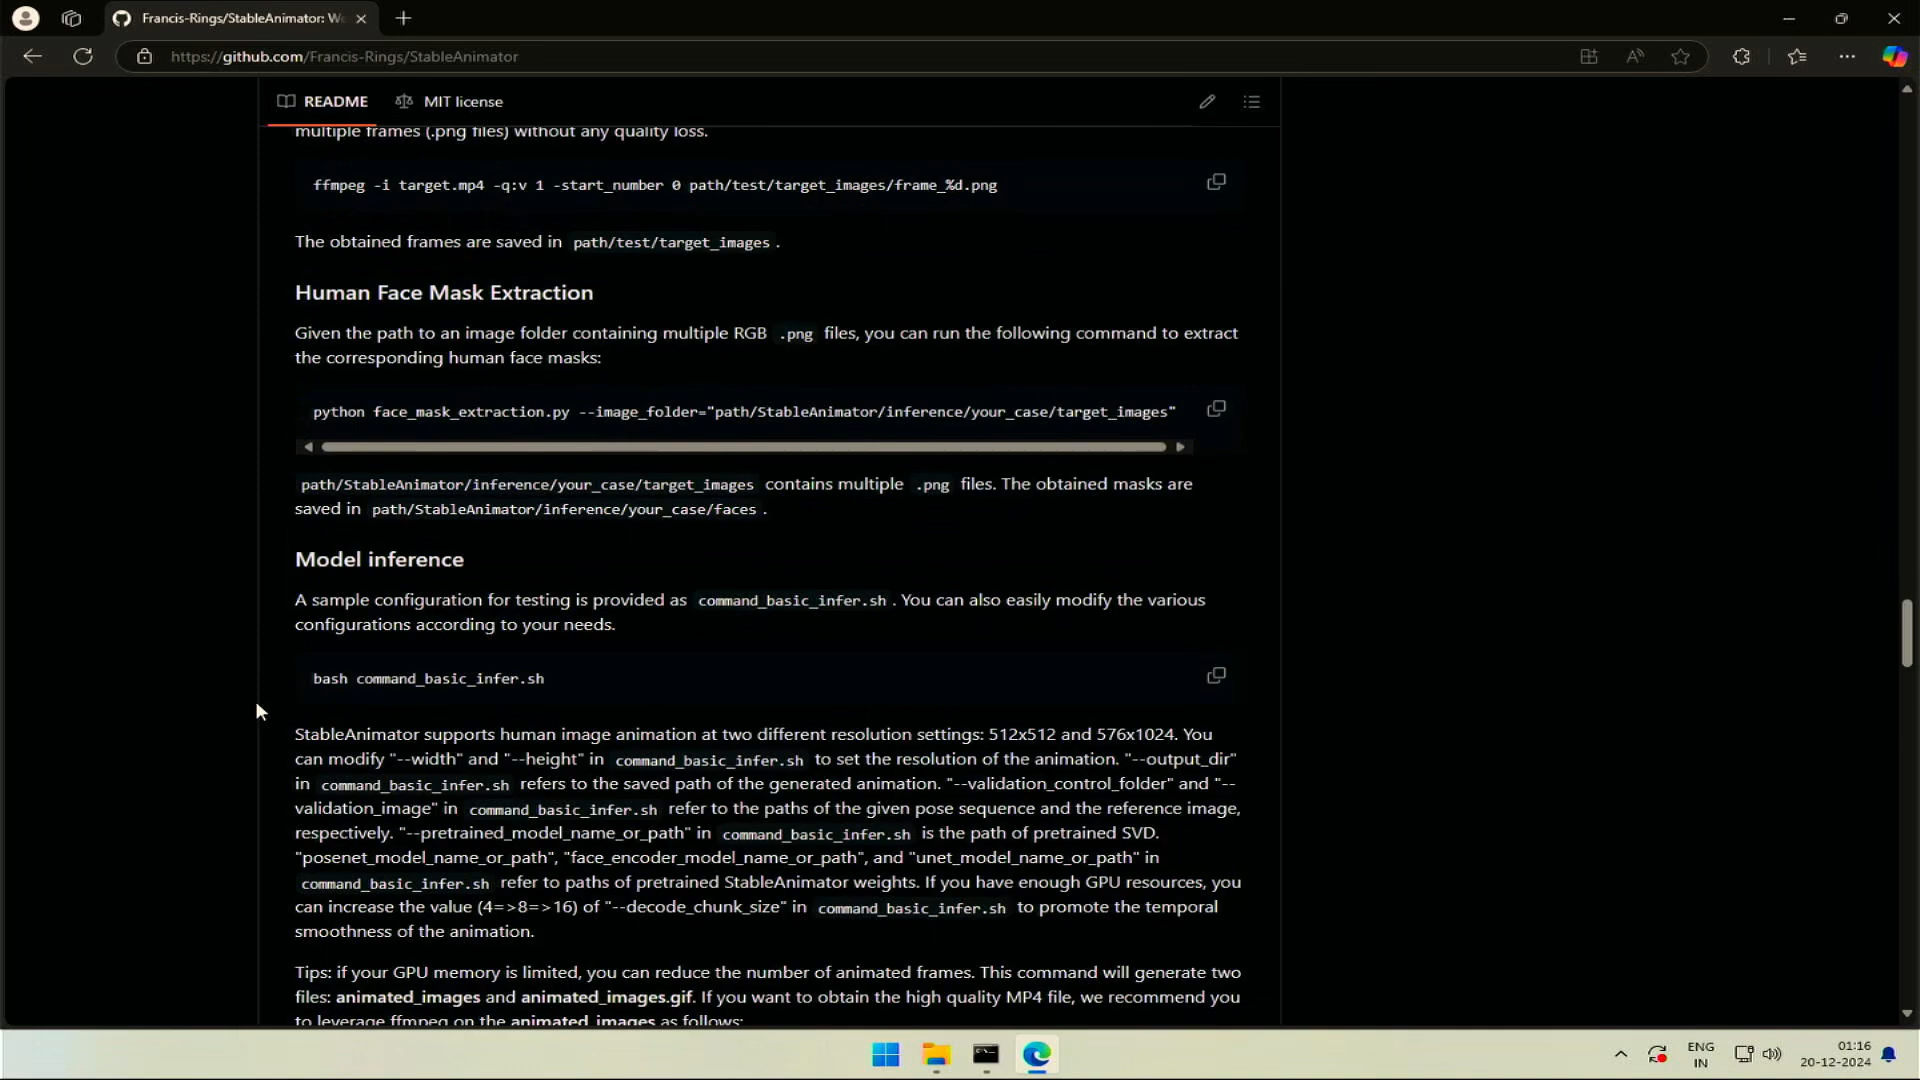 Francis-Rings/StableAnimator: We
https://github.com/Francis-Rings/StableAnimator
README
MIT license
multiple frames (.png files) without any quality loss.
ffmpeg -i target.mp4 -q:v 1 -start_number 0 path/test/target_images/frame_%d.png
The obtained frames are saved in path/test/target_images .
Human Face Mask Extraction
Given the path to an image folder containing multiple RGB .png files, you can run the following command to extract
the corresponding human face masks:
python face_mask_extraction.py --image_folder="path/StableAnimator/inference/your_case/target_images"
path/StableAnimator/inference/your_case/target_images contains multiple .png files. The obtained masks are
saved in path/StableAnimator/inference/your_case/faces .
Model inference
A sample configuration for testing is provided as command_basic_infer.sh . You can also easily modify the various
configurations according to your needs.
bash command_basic_infer.sh
StableAnimator supports human image animation at two different resolution settings: 512x512 and 576x1024. You
can modify "--width" and "--height" in command_basic_infer.sh to set the resolution of the animation. "--output_dir"
in command_basic_infer.sh refers to the saved path of the generated animation. "--validation_control_folder" and "--
validation_image" in command_basic_infer.sh refer to the paths of the given pose sequence and the reference image,
respectively. "--pretrained_model_name_or_path" in command_basic_infer.sh is the path of pretrained SVD.
"posenet_model_name_or_path", "face_encoder_model_name_or_path", and "unet_model_name_or_path" in
command_basic_infer.sh refer to paths of pretrained StableAnimator weights. If you have enough GPU resources, you
can increase the value (4=>8=>16) of "--decode_chunk_size" in command_basic_infer.sh to promote the temporal
smoothness of the animation.
Tips: if your GPU memory is limited, you can reduce the number of animated frames. This command will generate two
files: animated_images and animated_images.gif. If you want to obtain the high quality MP4 file, we recommend you
to leverage ffmpeg on the animated_images as follows:
ENG
IN
01:16
20-12-2024